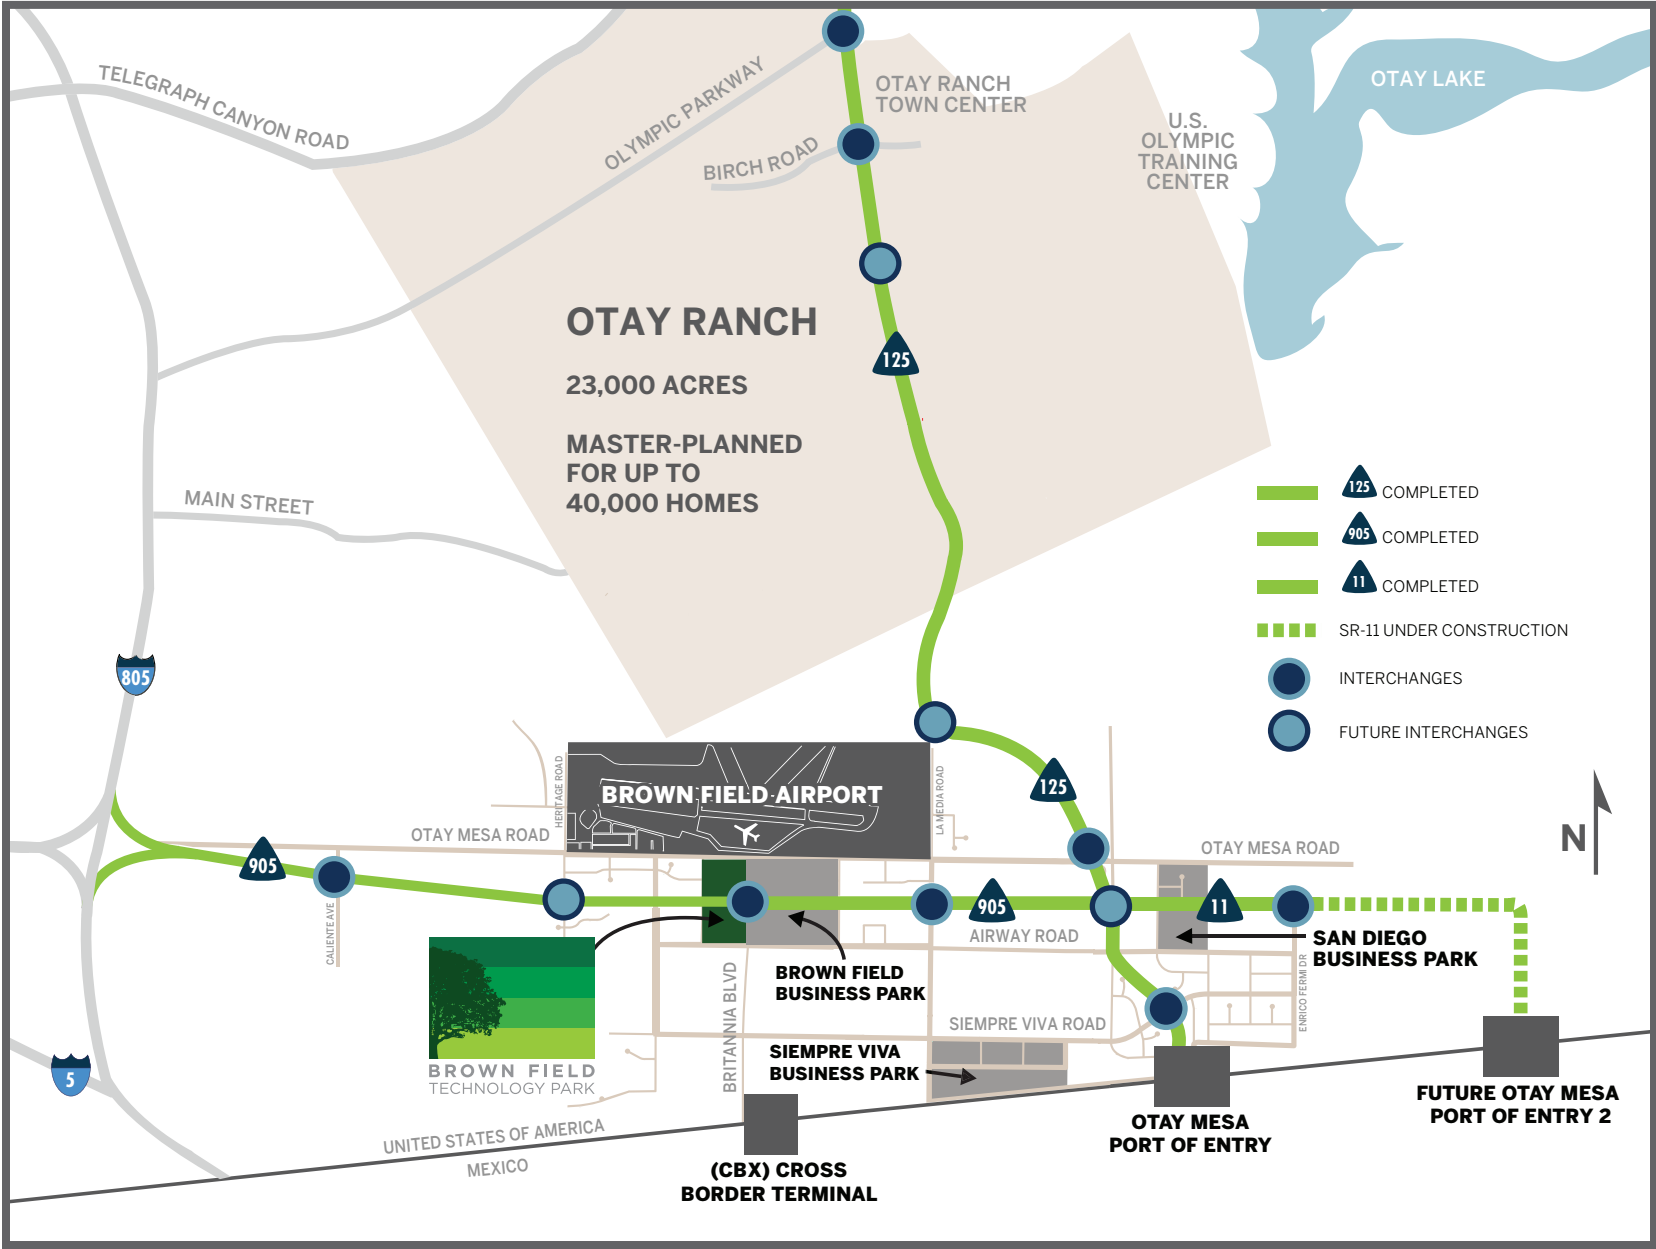 TELEGRAPH CANYON ROAD
OLYMPIC PARKWAY
BIRCH ROAD
OTAY RANCH
TOWN CENTER
U.S.
OLYMPIC
TRAINING
CENTER
OTAY LAKE
OTAY RANCH
23,000 ACRES
MASTER-PLANNED
FOR UP TO
40,000 HOMES
125
MAIN STREET
125 COMPLETED
905 COMPLETED
11 COMPLETED
SR-11 UNDER CONSTRUCTION
INTERCHANGES
FUTURE INTERCHANGES
N
805
HERITAGE ROAD
BROWN FIELD AIRPORT
LA MEDIA ROAD
125
OTAY MESA ROAD
OTAY MESA ROAD
905
905
11
CALIENTE AVE
AIRWAY ROAD
SAN DIEGO
BUSINESS PARK
BROWN FIELD
BUSINESS PARK
BRITANNIA BLVD
ENRICO FERMI DR
SIEMPRE VIVA ROAD
SIEMPRE VIVA
BUSINESS PARK
BROWN FIELD
TECHNOLOGY PARK
5
FUTURE OTAY MESA
PORT OF ENTRY 2
OTAY MESA
PORT OF ENTRY
UNITED STATES OF AMERICA
MEXICO
(CBX) CROSS
BORDER TERMINAL